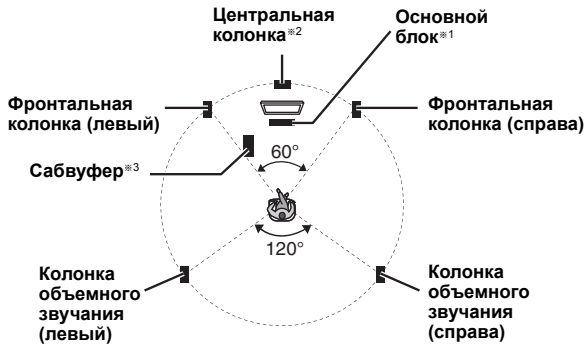 Центральная
колонка※2
Основной
блок※1
Фронтальная
колонка (левый)
Фронтальная
колонка (справа)
Сабвуфер※3
60°
120°
Колонка
объемного
звучания
(левый)
Колонка
объемного
звучания
(справа)